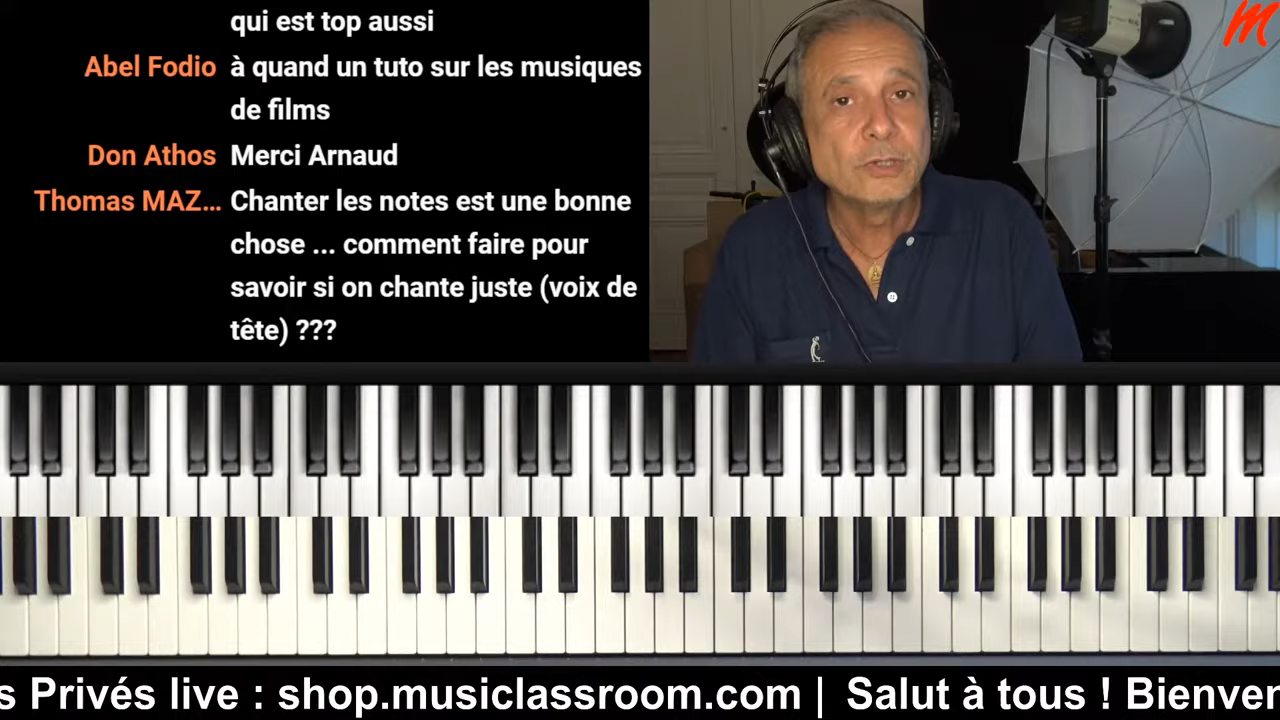 qui est top aussi
Abel Fodio à quand un tuto sur les musiques
de films
Don Athos Merci Arnaud
Thomas MAZ… Chanter les notes est une bonne
chose ... comment faire pour
savoir si on chante juste (voix de
tête) ???
M
s Privés live : shop.musiclassroom.com | Salut à tous ! Bienver